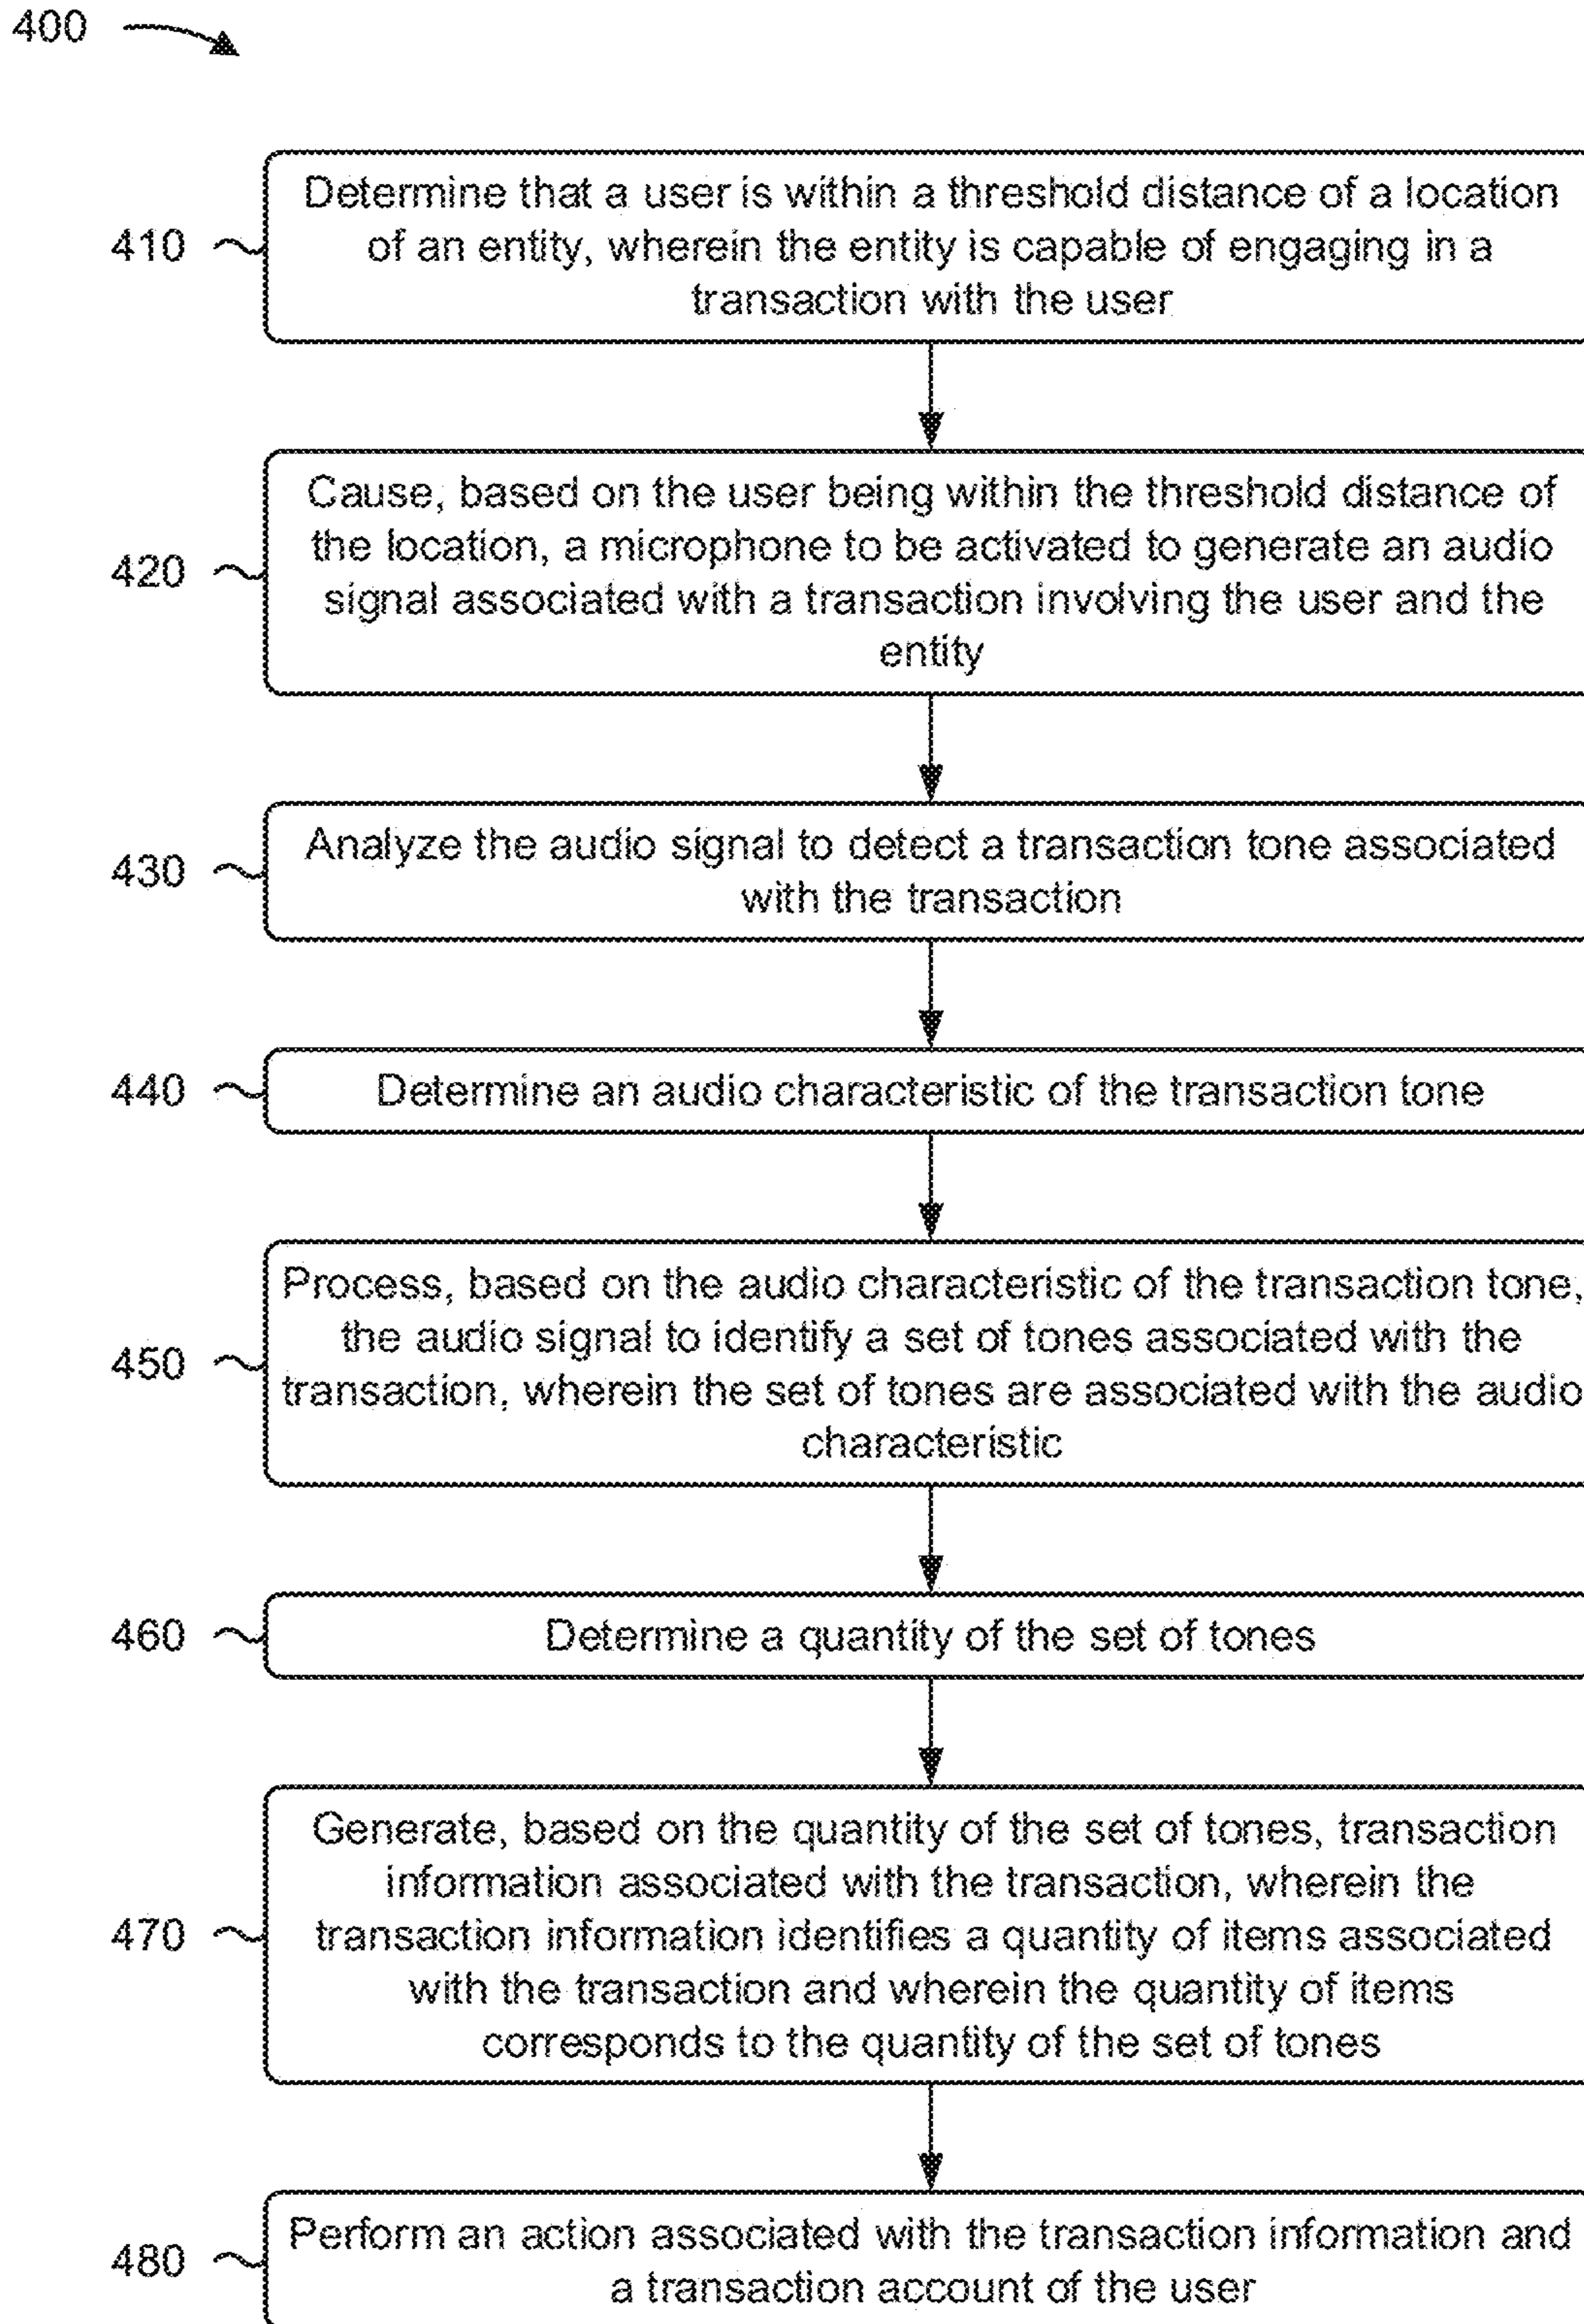 400
410
Determine that a user is within a threshold distance of a location
of an entity, wherein the entity is capable of engaging in a
transaction with the user
420
Cause, based on the user being within the threshold distance of
the location, a microphone to be activated to generate an audio
signal associated with a transaction involving the user and the
entity
430
Analyze the audio signal to detect a transaction tone associated
with the transaction
440
Determine an audio characteristic of the transaction tone
450
Process, based on the audio characteristic of the transaction tone,
the audio signal to identify a set of tones associated with the
transaction, wherein the set of tones are associated with the audio
characteristic
460
Determine a quantity of the set of tones
470
Generate, based on the quantity of the set of tones, transaction
information associated with the transaction, wherein the
transaction information identifies a quantity of items associated
with the transaction and wherein the quantity of items
corresponds to the quantity of the set of tones
480
Perform an action associated with the transaction information and
a transaction account of the user